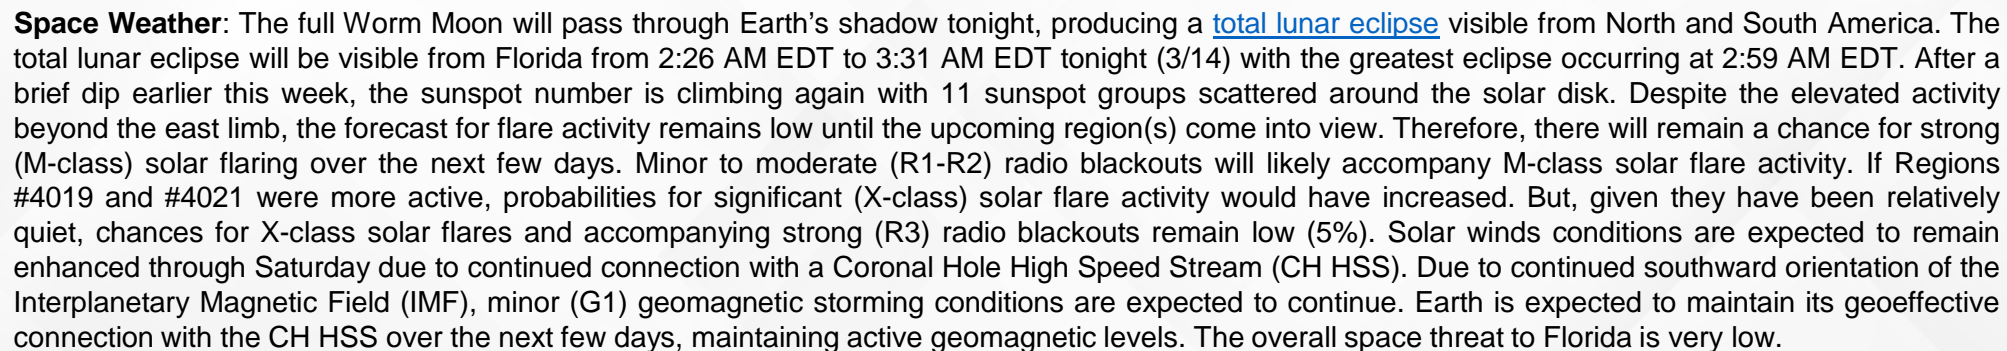 Space Weather: The full Worm Moon will pass through Earth’s shadow tonight, producing a total lunar eclipse visible from North and South America. The
total lunar eclipse will be visible from Florida from 2:26 AM EDT to 3:31 AM EDT tonight (3/14) with the greatest eclipse occurring at 2:59 AM EDT. After a
brief dip earlier this week, the sunspot number is climbing again with 11 sunspot groups scattered around the solar disk. Despite the elevated activity
beyond the east limb, the forecast for flare activity remains low until the upcoming region(s) come into view. Therefore, there will remain a chance for strong
(M-class) solar flaring over the next few days. Minor to moderate (R1-R2) radio blackouts will likely accompany M-class solar flare activity. If Regions
#4019 and #4021 were more active, probabilities for significant (X-class) solar flare activity would have increased. But, given they have been relatively
quiet, chances for X-class solar flares and accompanying strong (R3) radio blackouts remain low (5%). Solar winds conditions are expected to remain
enhanced through Saturday due to continued connection with a Coronal Hole High Speed Stream (CH HSS). Due to continued southward orientation of the
Interplanetary Magnetic Field (IMF), minor (G1) geomagnetic storming conditions are expected to continue. Earth is expected to maintain its geoeffective
connection with the CH HSS over the next few days, maintaining active geomagnetic levels. The overall space threat to Florida is very low.